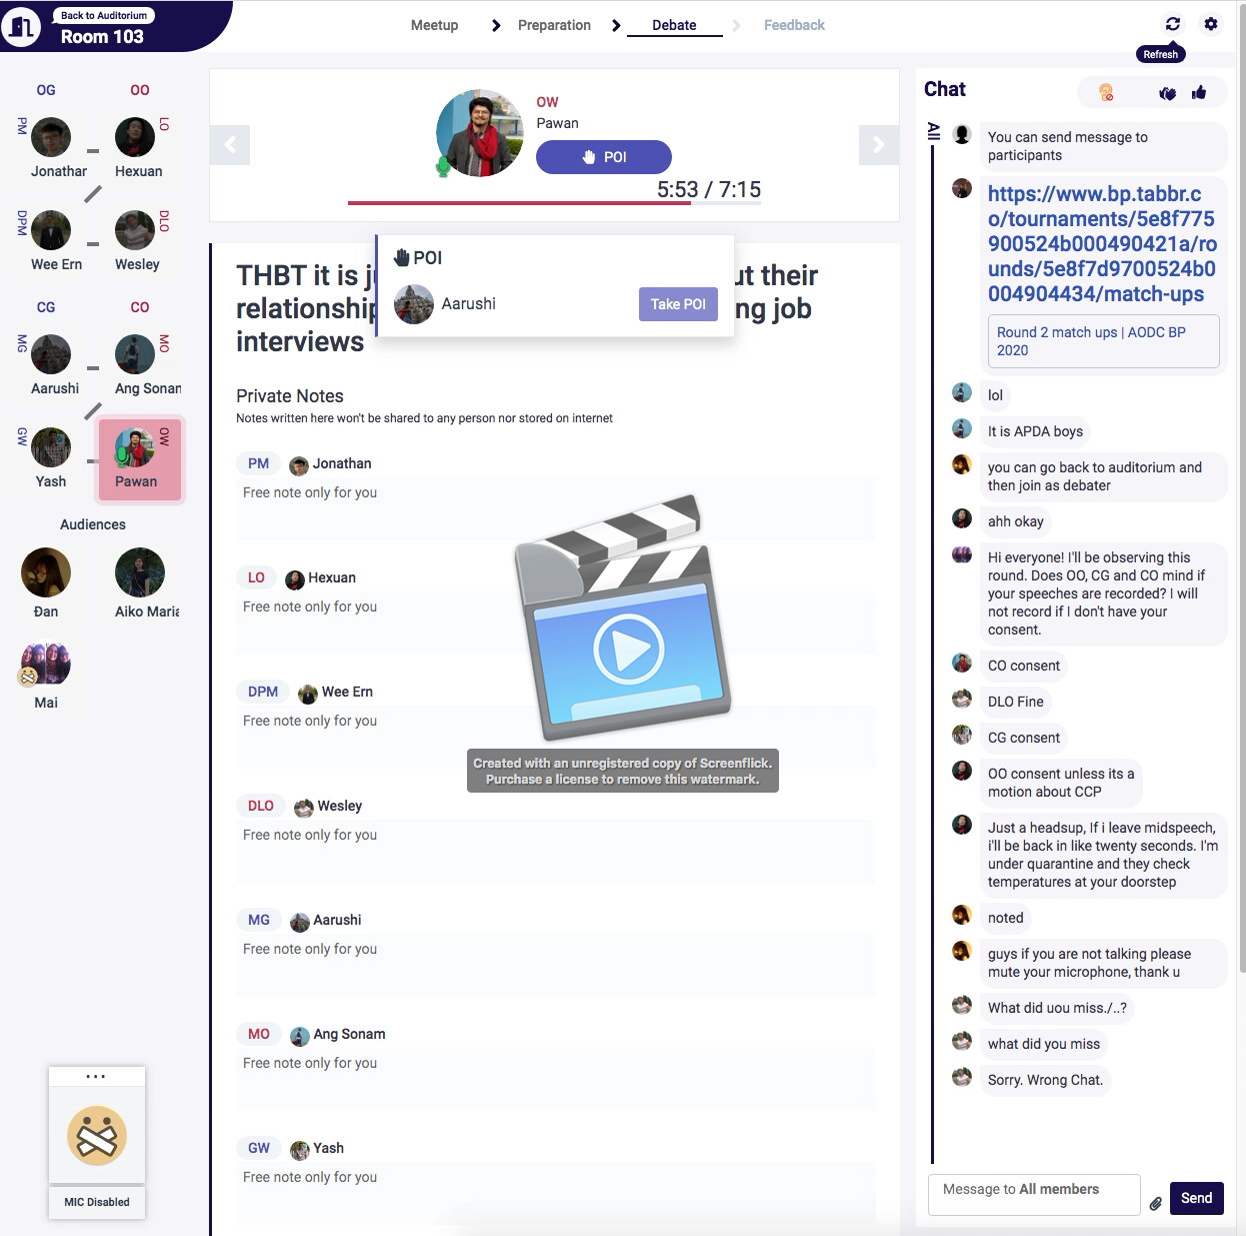 Back to Auditorium
Room 103
Meetup
Preparation
Debate
Feedback
Refresh
OG
OO
PM
LO
Jonathar
Hexuan
DPM
DLO
Wee Ern
Wesley
CG
CO
MG
MO
Aarushi
Ang Sonan
GW
OW
Yash
Pawan
Audiences
Đan
Aiko Maria
Mai
MIC Disabled
OW
Pawan
POI
5:53 / 7:15
POI
Aarushi
Take POI
THBT it is j ut their
relationship ng job
interviews
Private Notes
Notes written here won't be shared to any person nor stored on internet
PM Jonathan
Free note only for you
LO Hexuan
Free note only for you
DPM Wee Ern
Free note only for you
Created with an unregistered copy of Screenflick.
Purchase a license to remove this watermark.
DLO Wesley
Free note only for you
MG Aarushi
Free note only for you
MO Ang Sonam
Free note only for you
GW Yash
Free note only for you
Chat
All
You can send message to
participants
https://www.bp.tabbr.c
o/tournaments/5e8f775
900524b000490421a/ro
unds/5e8f7d9700524b0
004904434/match-ups
Round 2 match ups | AODC BP
2020
lol
It is APDA boys
you can go back to auditorium and
then join as debater
ahh okay
Hi everyone! I'll be observing this
round. Does OO, CG and CO mind if
your speeches are recorded? I will
not record if I don't have your
consent.
CO consent
DLO Fine
CG consent
OO consent unless its a
motion about CCP
Just a headsup, If i leave midspeech,
i'll be back in like twenty seconds. I'm
under quarantine and they check
temperatures at your doorstep
noted
guys if you are not talking please
mute your microphone, thank u
What did uou miss./..?
what did you miss
Sorry. Wrong Chat.
Message to All members
Send